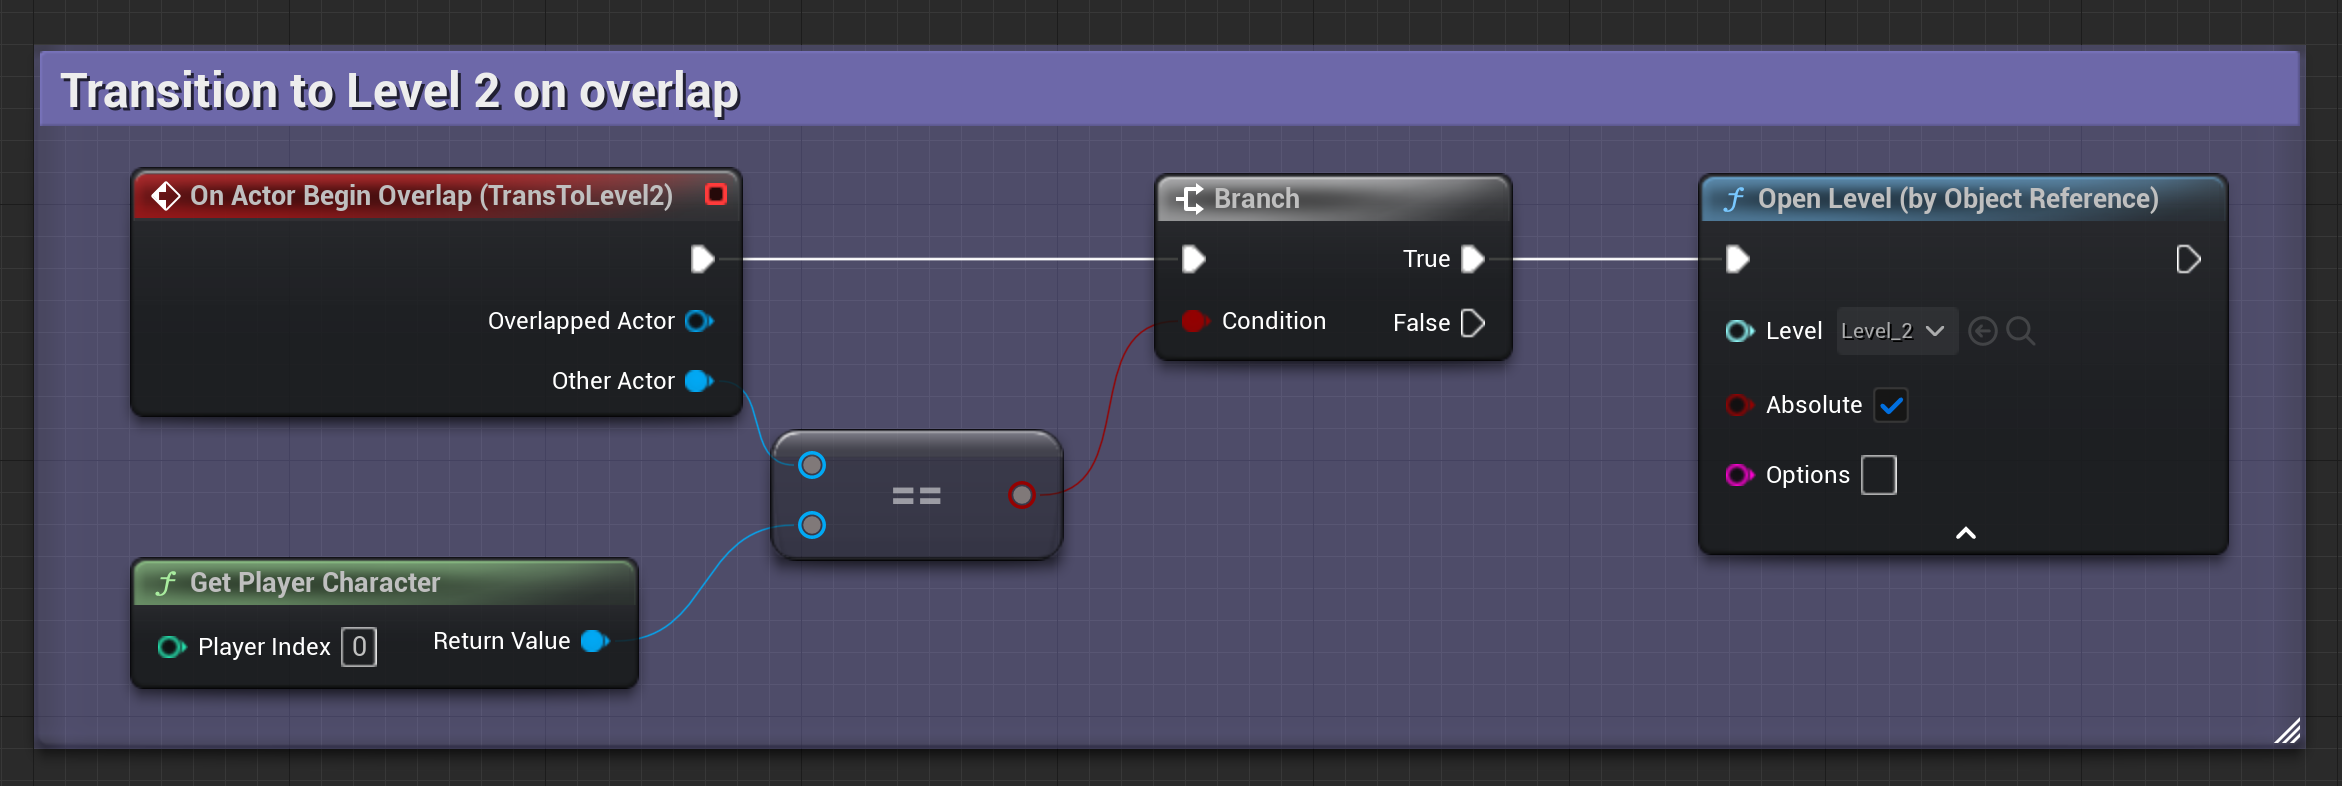 Transition to Level 2 on overlap
On Actor Begin Overlap (TransToLevel2)
Overlapped Actor
Other Actor
Branch
True
Condition
False
Open Level (by Object Reference)
Level Level_2
Absolute
Options
==
Get Player Character
Player Index 0
Return Value